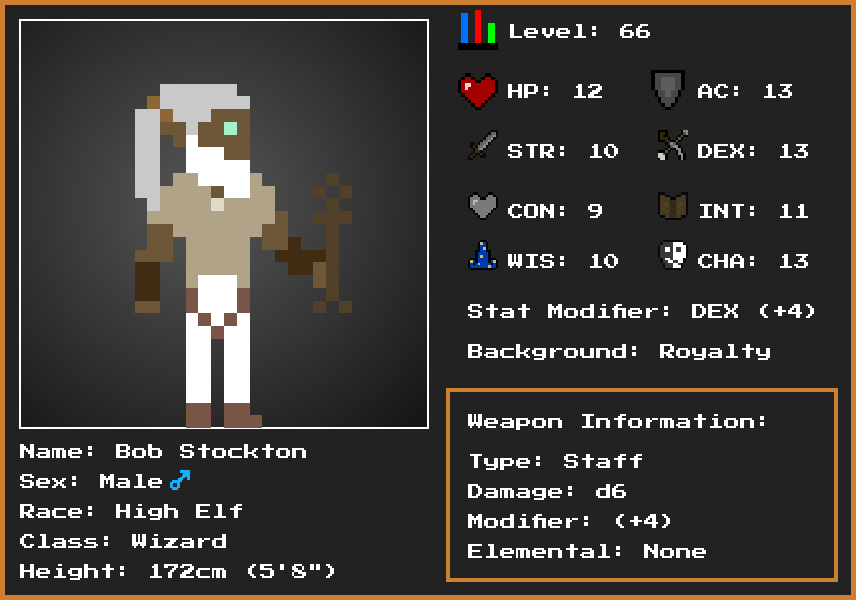 Level: 66
HP: 12
AC: 13
STR: 10
DEX: 13
CON: 9
INT: 11
WIS: 10
CHA: 13
Stat Modifier: DEX (+4)
Background: Royalty
Weapon Information:
Type: Staff
Damage: d6
Modifier: (+4)
Elemental: None
Name: Bob Stockton
Sex: Male ♂
Race: High Elf
Class: Wizard
Height: 172cm (5'8")